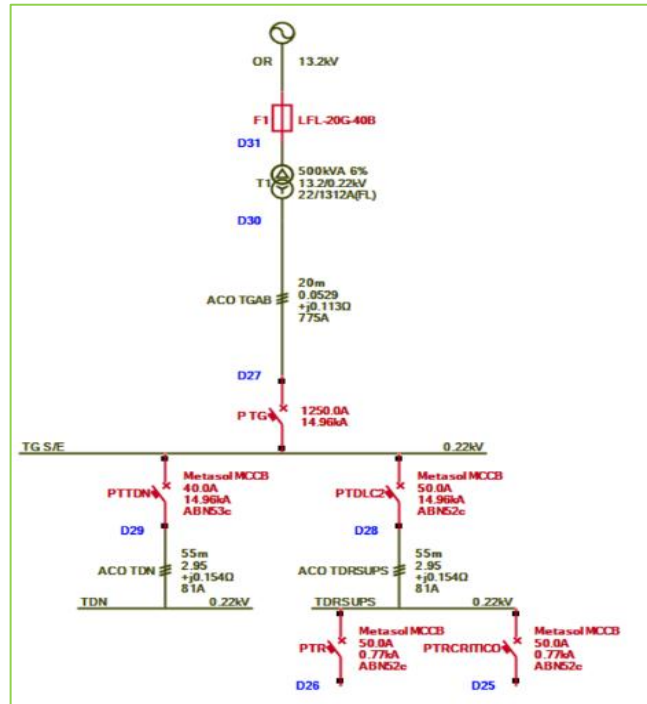 OR 13.2kV
F1 LFL-20G-40B
D31
500kVA 6%
T1 13.2/0.22kV
22/1312A(FL)
D30
20m
0.0529
ACO TGAB +j0.113Ω
775A
D27
P TG 1250.0A
14.96kA
TG S/E 0.22kV
Metasol MCCB
40.0A
PTTDN 14.96kA
ABN53c
D29
Metasol MCCB
50.0A
PTDLC2 14.96kA
ABN52c
D28
55m
2.95
ACO TDN +j0.154Ω
81A
55m
2.95
ACO TDRSUPS +j0.154Ω
81A
TDN 0.22kV
TDRSUPS 0.22kV
Metasol MCCB
50.0A
PTR 0.77kA
ABN52c
D26
Metasol MCCB
50.0A
PTRCRITICO 0.77kA
ABN52c
D25